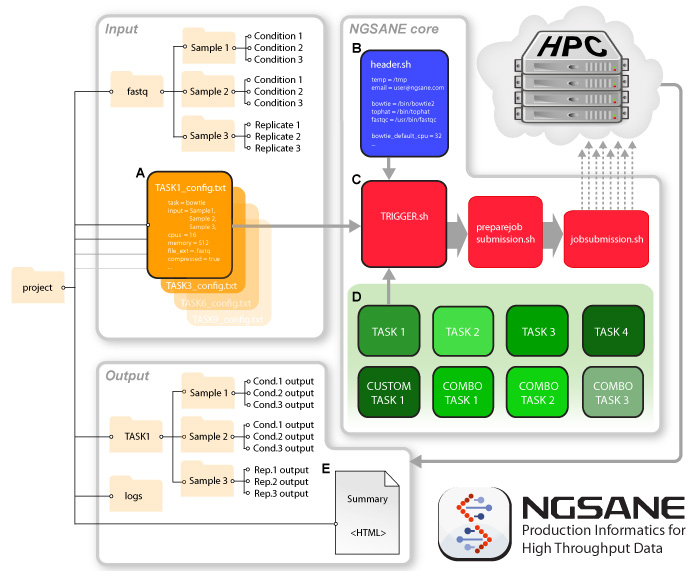 Input
fastq
Sample 1
Condition 1
Condition 2
Condition 3
Sample 2
Condition 1
Condition 2
Condition 3
Sample 3
Replicate 1
Replicate 2
Replicate 3
A
TASK1_config.txt
task = bowtie
input = Sample1,
Sample 2,
Sample 3,
cpus = 16
memory = 512
file_ext = fastq
compressed = true
...
TASK3_config.txt
TASK6_config.txt
project
NGSANE core
B
header.sh
temp = /tmp
email = user@ngsane.com
bowtie = /bin/bowtie2
tophat = /bin/tophat
fastqc = /usr/bin/fastqc
bowtie_default_cpu = 32
...
HPC
C
TRIGGER.sh
preparejob
submission.sh
jobsubmission.sh
D
TASK 1
TASK 2
TASK 3
TASK 4
CUSTOM
TASK 1
COMBO
TASK 1
COMBO
TASK 2
COMBO
TASK 3
Output
TASK1
Sample 1
Cond.1 output
Cond.2 output
Cond.3 output
Sample 2
Cond.1 output
Cond.2 output
Cond.3 output
Sample 3
Rep.1 output
Rep.2 output
Rep.3 output
logs
E
Summary
<HTML>
NGSANE
Production Informatics for
High Throughput Data